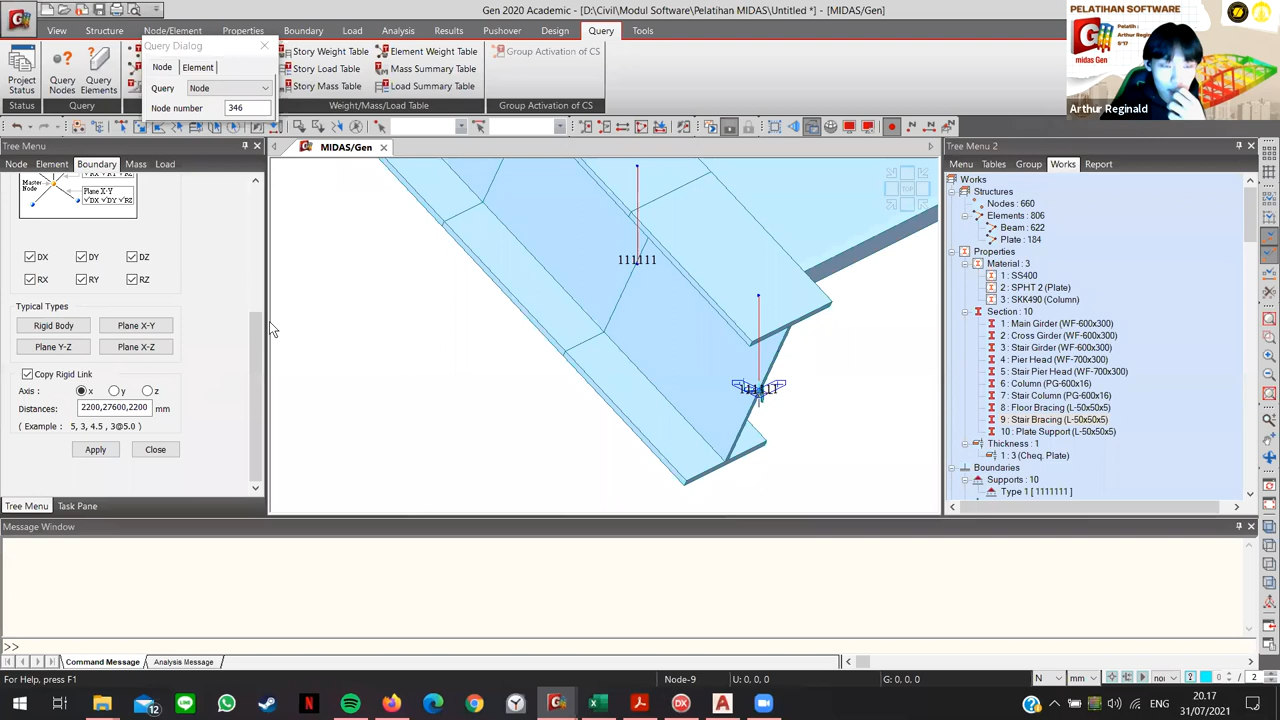 Gen 2020 Academic - [D:\Civil\Modul Software\Pelatihan MIDAS\Untitled *] - [MIDAS/Gen]
View Structure Node/Element Properties Boundary Load Analysis Results Pushover Design Query Tools
Project Status
Query Nodes
Query Elements
Story Weight Table
Story Load Table
Story Mass Table
Element Weight Table
Mass Summary Table
Load Summary Table
Group Activation of CS
Status Query Weight/Mass/Load Table Group Activation of CS
Query Dialog
Node Element
Query Node
Node number 346
PELATIHAN SOFTWARE
midas Gen
Arthur Reginald
Tree Menu
Node Element Boundary Mass Load
Master Node
Plane X-Y
√DX √DY √RZ
DX DY DZ
RX RY RZ
Typical Types
Rigid Body Plane X-Y
Plane Y-Z Plane X-Z
Copy Rigid Link
Axis : x y z
Distances: 2200,27600,2200 mm
(Example : 5, 3, 4.5 , 3@5.0 )
Apply Close
Tree Menu Task Pane
MIDAS/Gen
TOP
111111
Tree Menu 2
Menu Tables Group Works Report
Works
Structures
Nodes : 660
Elements : 806
Beam : 622
Plate : 184
Properties
Material : 3
1 : SS400
2 : SPHT 2 (Plate)
3 : SKK490 (Column)
Section : 10
1 : Main Girder (WF-600x300)
2 : Cross Girder (WF-600x300)
3 : Stair Girder (WF-600x300)
4 : Pier Head (WF-700x300)
5 : Stair Pier Head (WF-700x300)
6 : Column (PG-600x16)
7 : Stair Column (PG-600x16)
8 : Floor Bracing (L-50x50x5)
9 : Stair Bracing (L-50x50x5)
10 : Plate Support (L-50x50x5)
Thickness : 1
1 : 3 (Cheq. Plate)
Boundaries
Supports : 10
Type 1 [ 1111111 ]
Message Window
>>
Command Message Analysis Message
For Help, press F1 Node-9 U: 0, 0, 0 G: 0, 0, 0 N mm non 0 / 2
12
ENG
20.17
31/07/2021